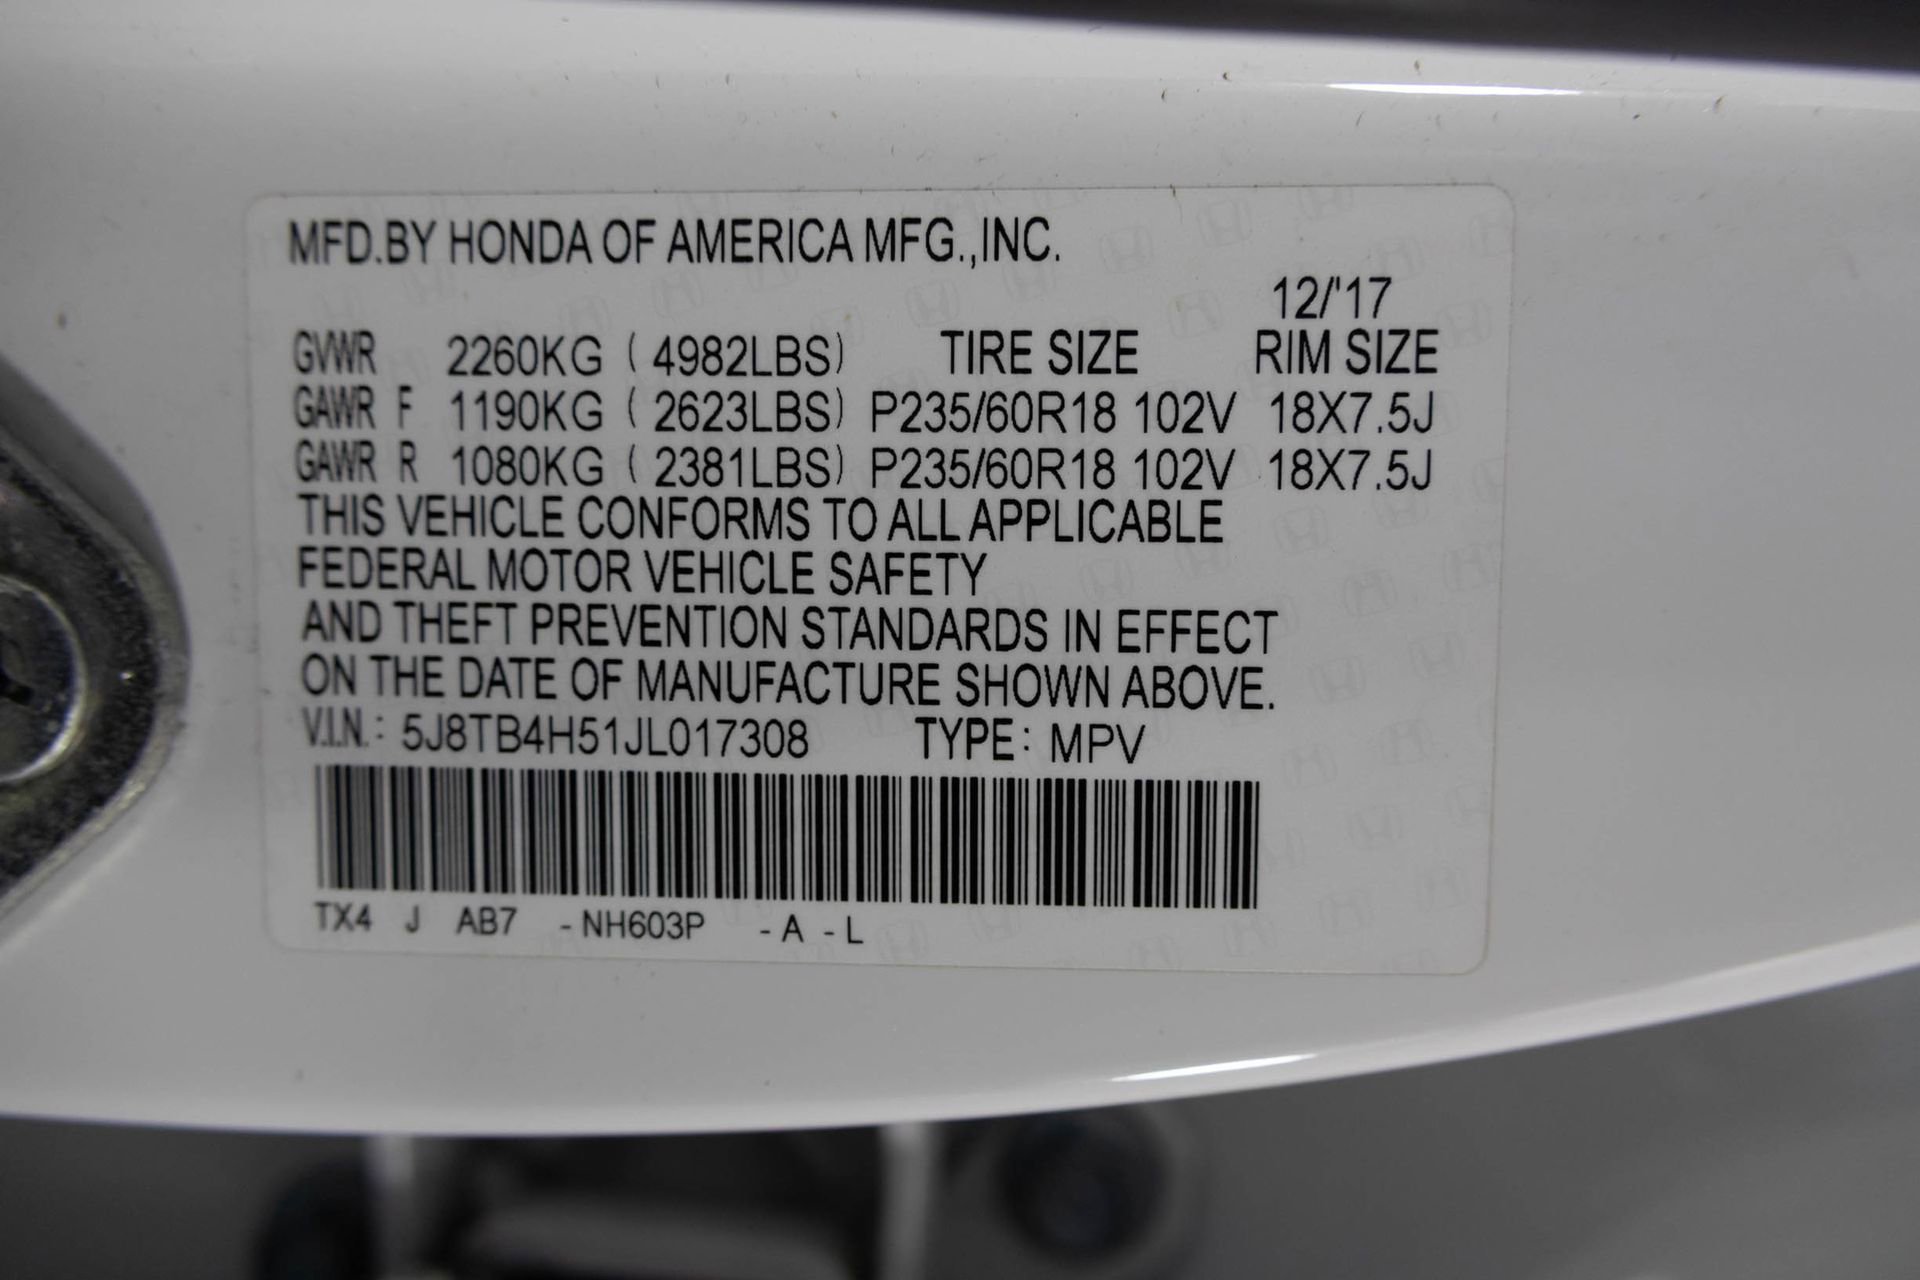 MFD.BY HONDA OF AMERICA MFG.,INC.
12/'17
GVWR 2260KG ( 4982LBS) TIRE SIZE RIM SIZE
GAWR F 1190KG ( 2623LBS) P235/60R18 102V 18X7.5J
GAWR R 1080KG ( 2381LBS) P235/60R18 102V 18X7.5J
THIS VEHICLE CONFORMS TO ALL APPLICABLE
FEDERAL MOTOR VEHICLE SAFETY
AND THEFT PREVENTION STANDARDS IN EFFECT
ON THE DATE OF MANUFACTURE SHOWN ABOVE.
V.I.N.: 5J8TB4H51JL017308 TYPE: MPV
TX4 J AB7 -NH603P -A -L